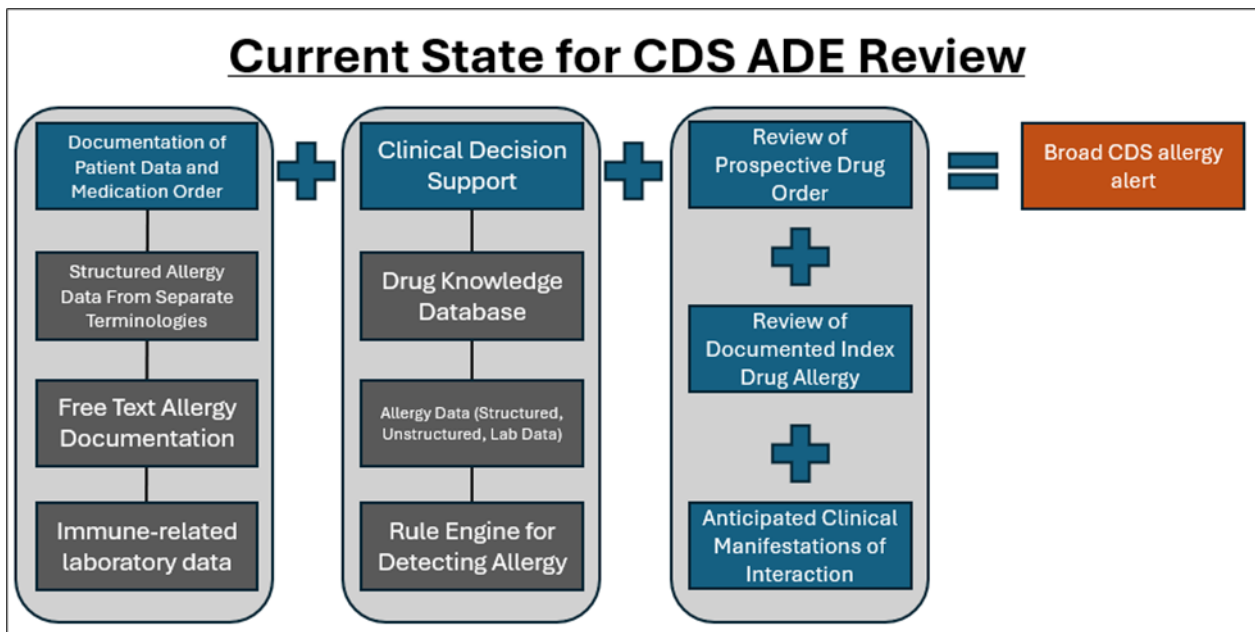 Current State for CDS ADE Review
Documentation of
Patient Data and
Medication Order
Structured Allergy
Data From Separate
Terminologies
Free Text Allergy
Documentation
Immune-related
laboratory data
Clinical Decision
Support
Drug Knowledge
Database
Allergy Data (Structured,
Unstructured, Lab Data)
Rule Engine for
Detecting Allergy
Review of
Prospective Drug
Order
Review of
Documented Index
Drug Allergy
Anticipated Clinical
Manifestations of
Interaction
Broad CDS allergy
alert